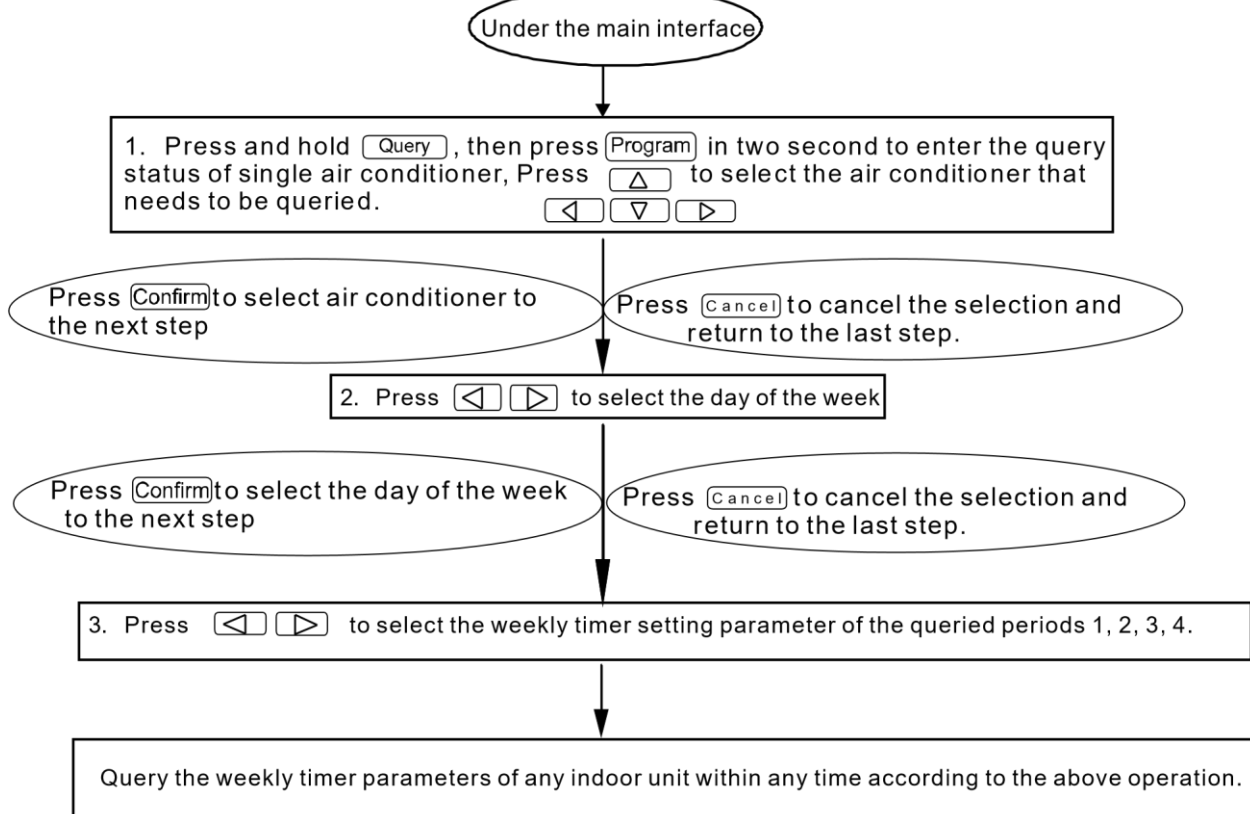 Under the main interface
1. Press and hold Query , then press Program in two second to enter the query
status of single air conditioner, Press △ to select the air conditioner that
needs to be queried. ◁ ▽ ▷
Press Confirm to select air conditioner to
the next step
Press Cancel to cancel the selection and
return to the last step.
2. Press ◁ ▷ to select the day of the week
Press Confirm to select the day of the week
to the next step
Press Cancel to cancel the selection and
return to the last step.
3. Press ◁ ▷ to select the weekly timer setting parameter of the queried periods 1, 2, 3, 4.
Query the weekly timer parameters of any indoor unit within any time according to the above operation.